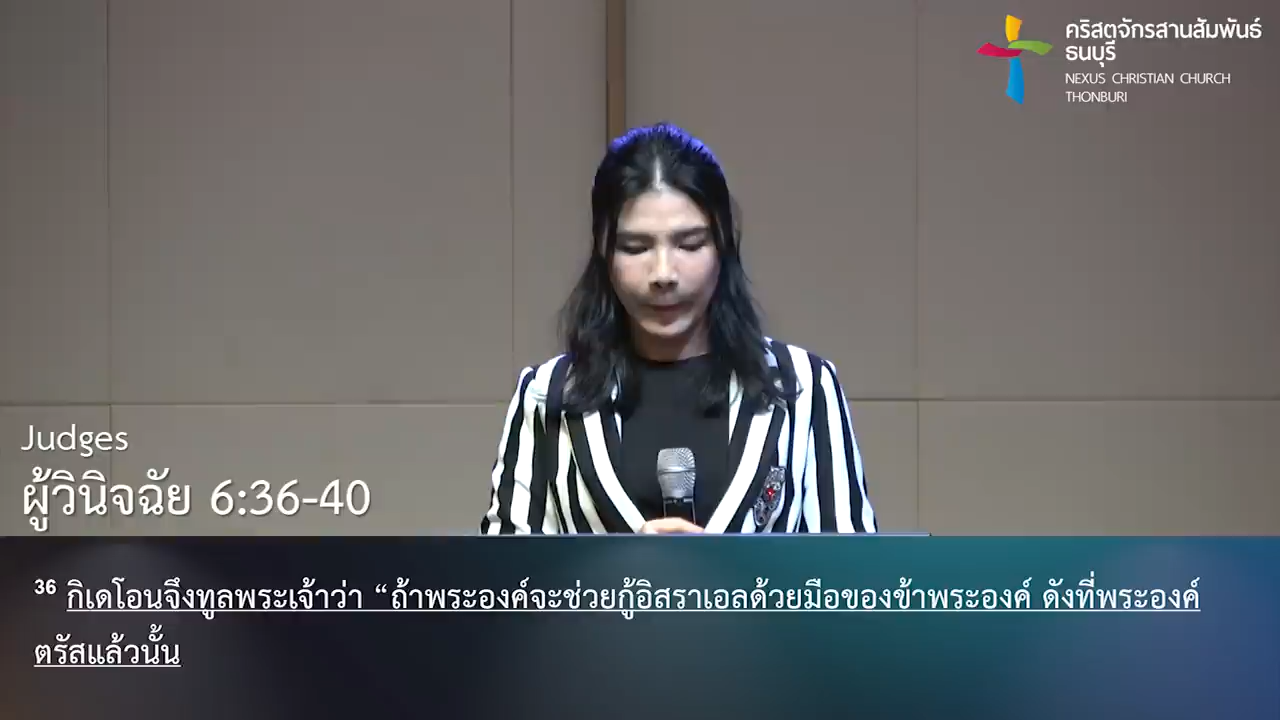 คริสตจักรสานสัมพันธ์
ธนบุรี
NEXUS CHRISTIAN CHURCH
THONBURI
Judges
ผู้วินิจฉัย 6:36-40
36 กิเดโอนจึงทูลพระเจ้าว่า “ถ้าพระองค์จะช่วยกู้อิสราเอลด้วยมือของข้าพระองค์ ดังที่พระองค์
ตรัสแล้วนั้น